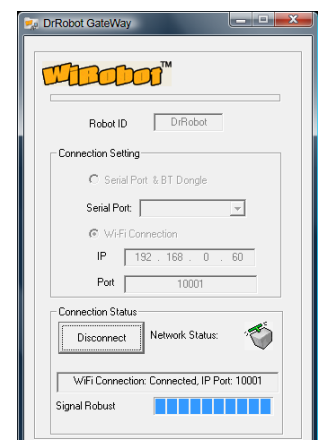 DrRobot GateWay
WiRobot™
Robot ID DrRobot
Connection Setting
Serial Port & BT Dongle
Serial Port:
Wi-Fi Connection
IP 192 . 168 . 0 . 60
Port 10001
Connection Status
Disconnect Network Status:
WiFi Connection: Connected, IP Port: 10001
Signal Robust